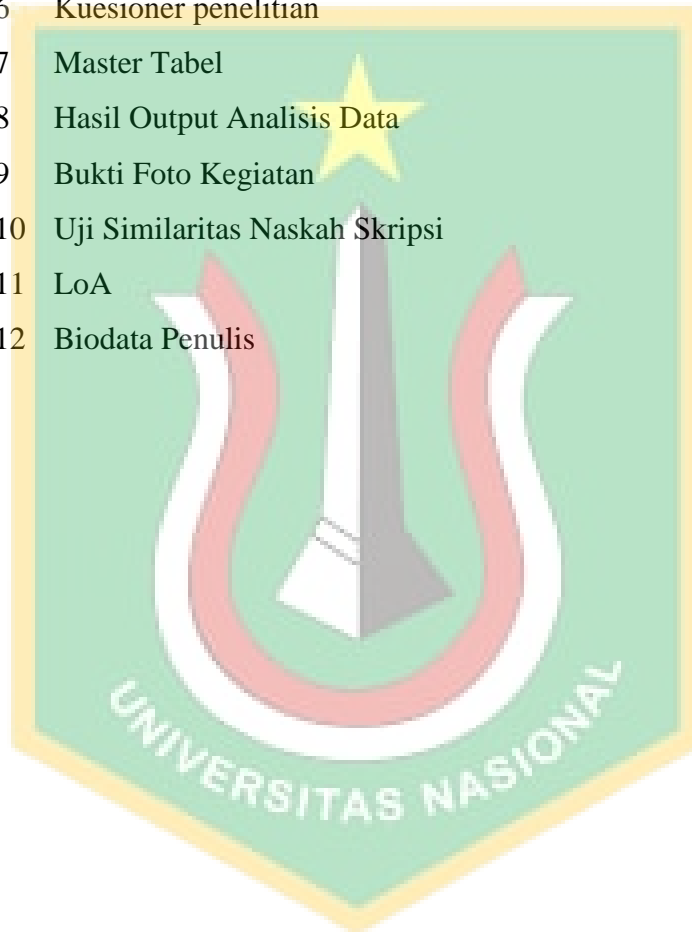 6 Kuesioner penelitian
7 Master Tabel
8 Hasil Output Analisis Data
9 Bukti Foto Kegiatan
10 Uji Similaritas Naskah Skripsi
11 LoA
12 Biodata Penulis
UNIVERSITAS NASIONAL